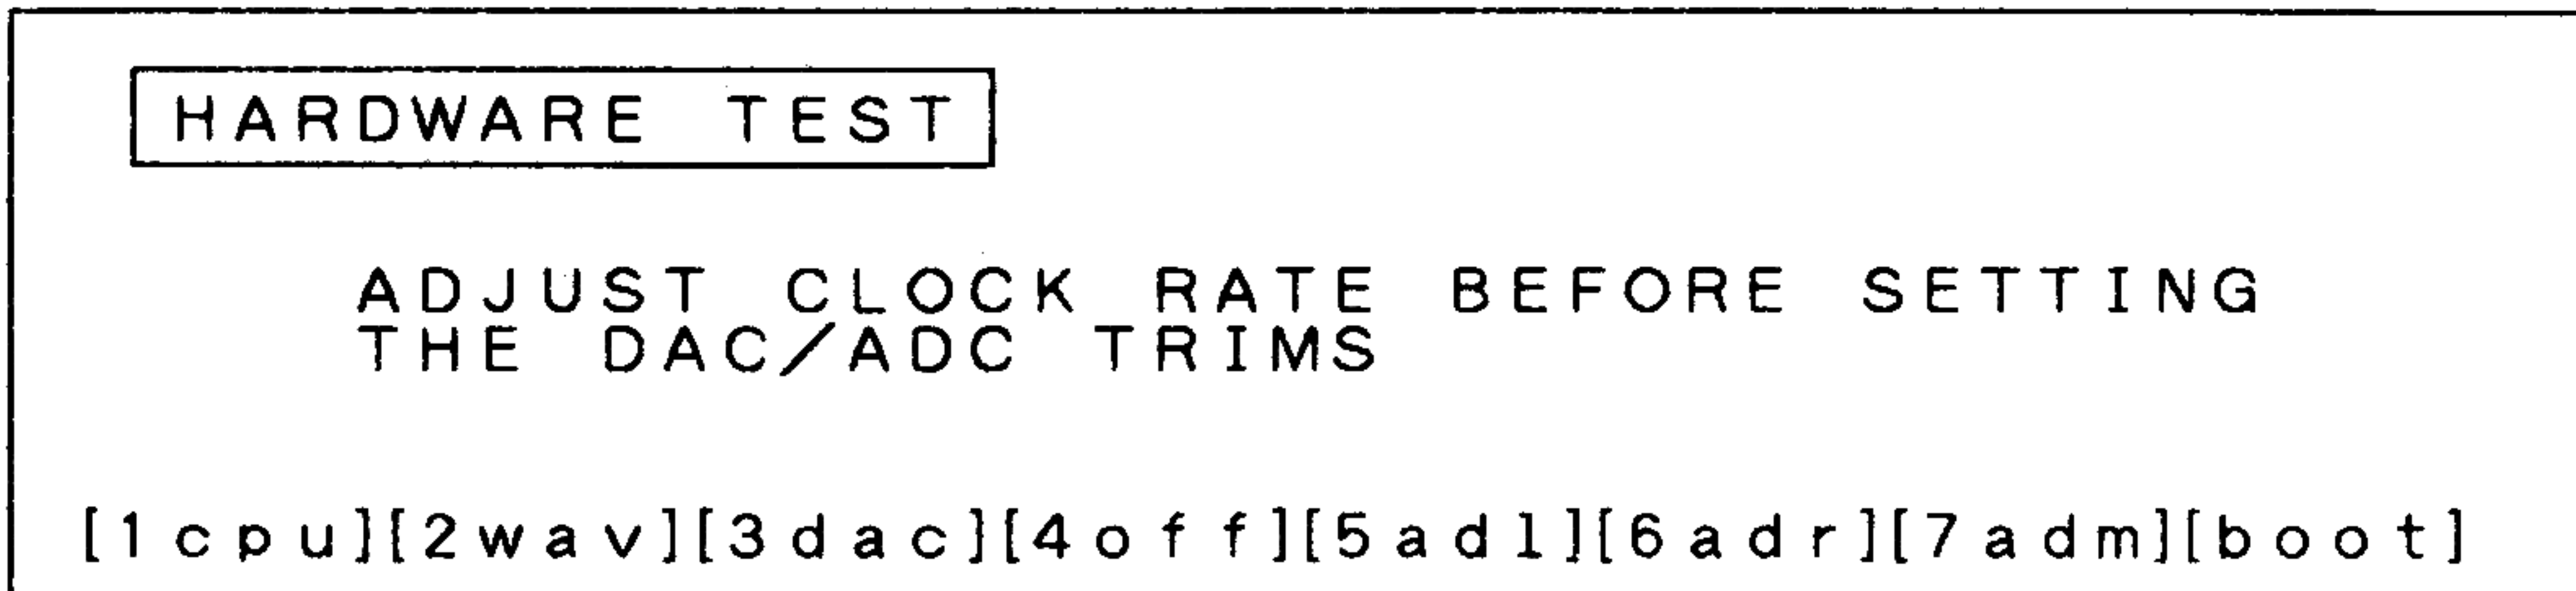 HARDWARE TEST
ADJUST CLOCK RATE BEFORE SETTING
THE DAC/ADC TRIMS
[1cpu][2wav][3dac][4off][5adl][6adr][7adm][boot]